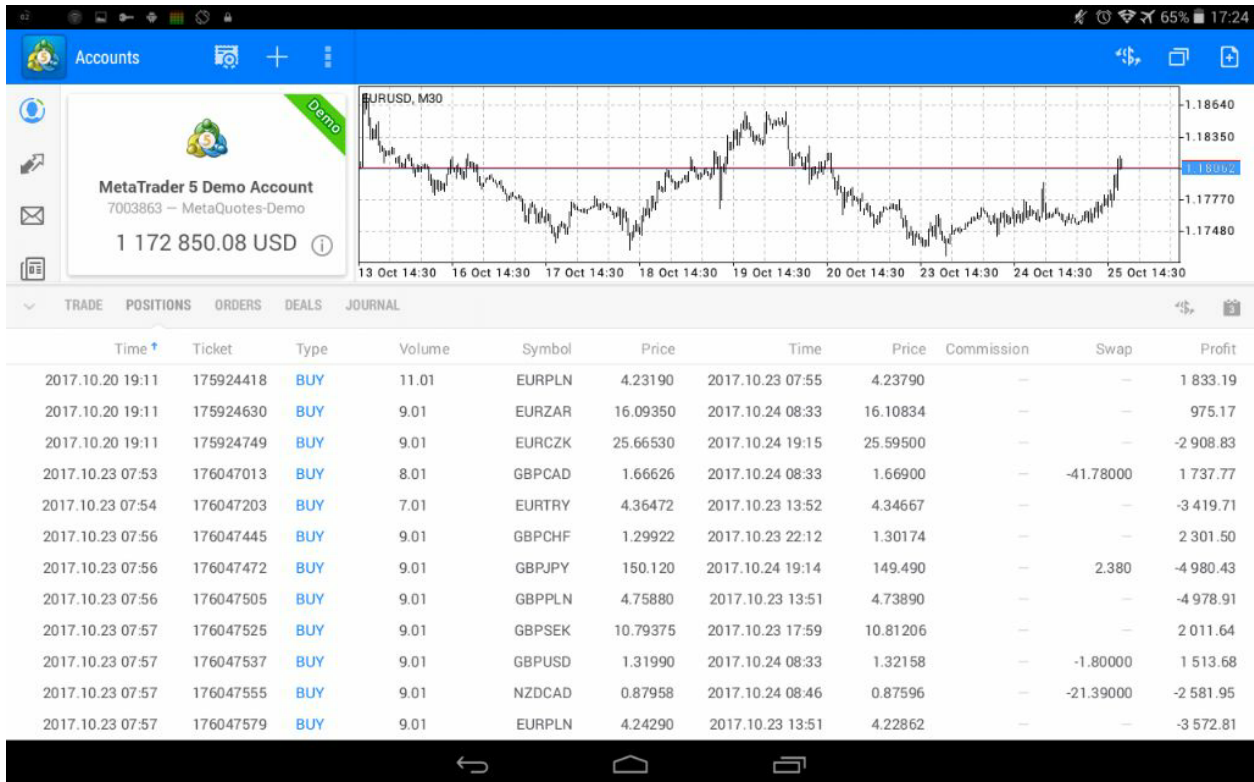 65% 17:24
Accounts
Demo
MetaTrader 5 Demo Account
7003863 — MetaQuotes-Demo
1 172 850.08 USD
EURUSD, M30
1.18640
1.18350
1.18062
1.17770
1.17480
13 Oct 14:30 16 Oct 14:30 17 Oct 14:30 18 Oct 14:30 19 Oct 14:30 20 Oct 14:30 23 Oct 14:30 24 Oct 14:30 25 Oct 14:30
TRADE POSITIONS ORDERS DEALS JOURNAL
Time Ticket Type Volume Symbol Price Time Price Commission Swap Profit
2017.10.20 19:11 175924418 BUY 11.01 EURPLN 4.23190 2017.10.23 07:55 4.23790 — — 1 833.19
2017.10.20 19:11 175924630 BUY 9.01 EURZAR 16.09350 2017.10.24 08:33 16.10834 — — 975.17
2017.10.20 19:11 175924749 BUY 9.01 EURCZK 25.66530 2017.10.24 19:15 25.59500 — — -2 908.83
2017.10.23 07:53 176047013 BUY 8.01 GBPCAD 1.66626 2017.10.24 08:33 1.66900 — -41.78000 1 737.77
2017.10.23 07:54 176047203 BUY 7.01 EURTRY 4.36472 2017.10.23 13:52 4.34667 — — -3 419.71
2017.10.23 07:56 176047445 BUY 9.01 GBPCHF 1.29922 2017.10.23 22:12 1.30174 — — 2 301.50
2017.10.23 07:56 176047472 BUY 9.01 GBPJPY 150.120 2017.10.24 19:14 149.490 — 2.380 -4 980.43
2017.10.23 07:56 176047505 BUY 9.01 GBPPLN 4.75880 2017.10.23 13:51 4.73890 — — -4 978.91
2017.10.23 07:57 176047525 BUY 9.01 GBPSEK 10.79375 2017.10.23 17:59 10.81206 — — 2 011.64
2017.10.23 07:57 176047537 BUY 9.01 GBPUSD 1.31990 2017.10.24 08:33 1.32158 — -1.80000 1 513.68
2017.10.23 07:57 176047555 BUY 9.01 NZDCAD 0.87958 2017.10.24 08:46 0.87596 — -21.39000 -2 581.95
2017.10.23 07:57 176047579 BUY 9.01 EURPLN 4.24290 2017.10.23 13:51 4.22862 — — -3 572.81